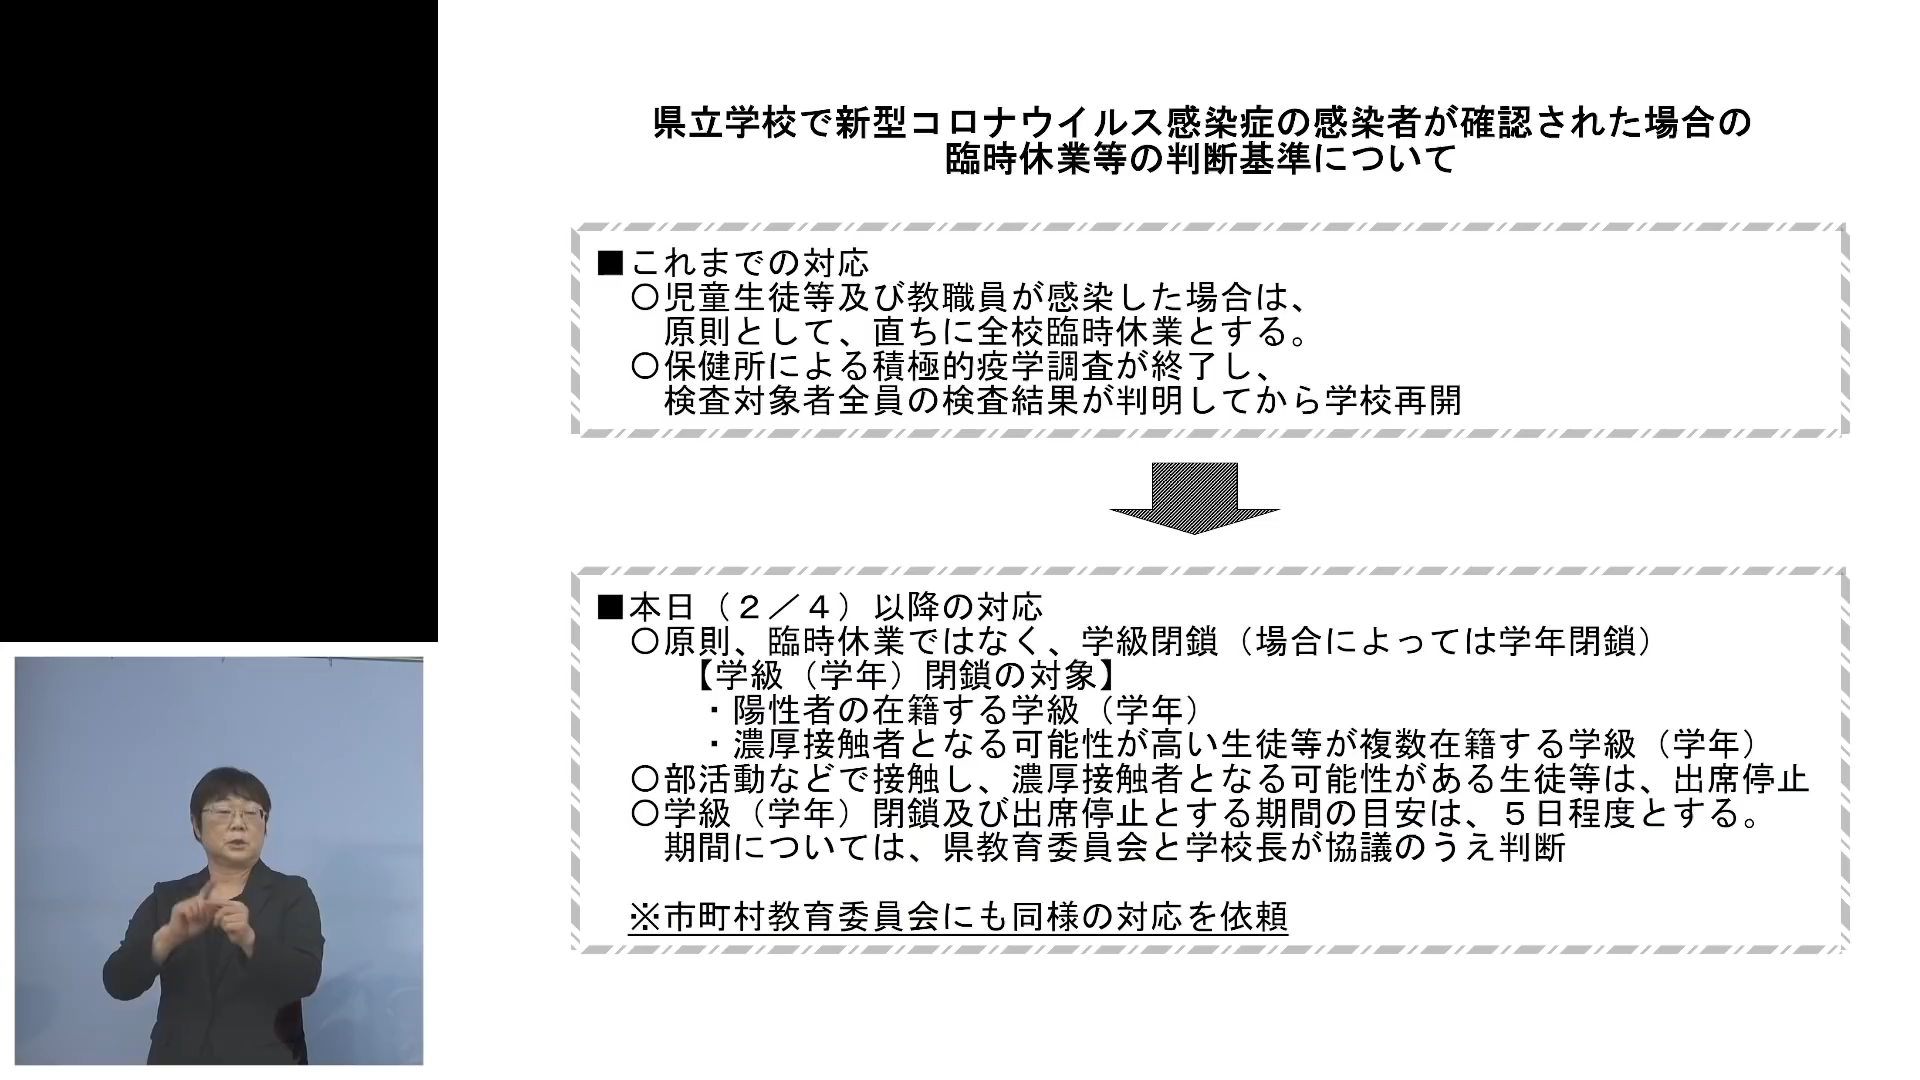 県立学校で新型コロナウイルス感染症の感染者が確認された場合の
臨時休業等の判断基準について
■これまでの対応
〇児童生徒等及び教職員が感染した場合は、
原則として、直ちに全校臨時休業とする。
〇保健所による積極的疫学調査が終了し、
検査対象者全員の検査結果が判明してから学校再開
■本日（２／４）以降の対応
〇原則、臨時休業ではなく、学級閉鎖（場合によっては学年閉鎖）
【学級（学年）閉鎖の対象】
・陽性者の在籍する学級（学年）
・濃厚接触者となる可能性が高い生徒等が複数在籍する学級（学年）
〇部活動などで接触し、濃厚接触者となる可能性がある生徒等は、出席停止
〇学級（学年）閉鎖及び出席停止とする期間の目安は、５日程度とする。
期間については、県教育委員会と学校長が協議のうえ判断
※市町村教育委員会にも同様の対応を依頼